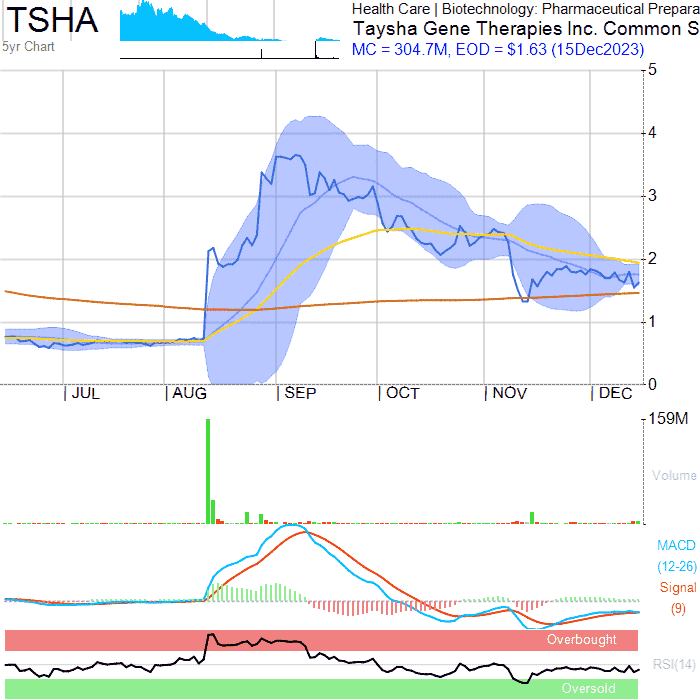 TSHA
5yr Chart
Health Care | Biotechnology: Pharmaceutical Prepara
Taysha Gene Therapies Inc. Common S
MC = 304.7M, EOD = $1.63 (15Dec2023)
5
4
3
2
1
0
JUL
AUG
SEP
OCT
NOV
DEC
159M
Volume
MACD
(12-26)
Signal
(9)
Overbought
RSI(14)
Oversold